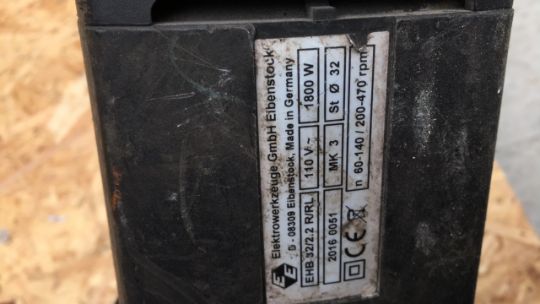 Elektrowerkzeuge GmbH Eibenstock
D - 08309 Eibenstock, Made in Germany
EHB 32/2.2 R/RL 110 V ~ 1800 W
2016 0051 MK 3 St Ø 32
CE n 60-140 / 200-470 rpm